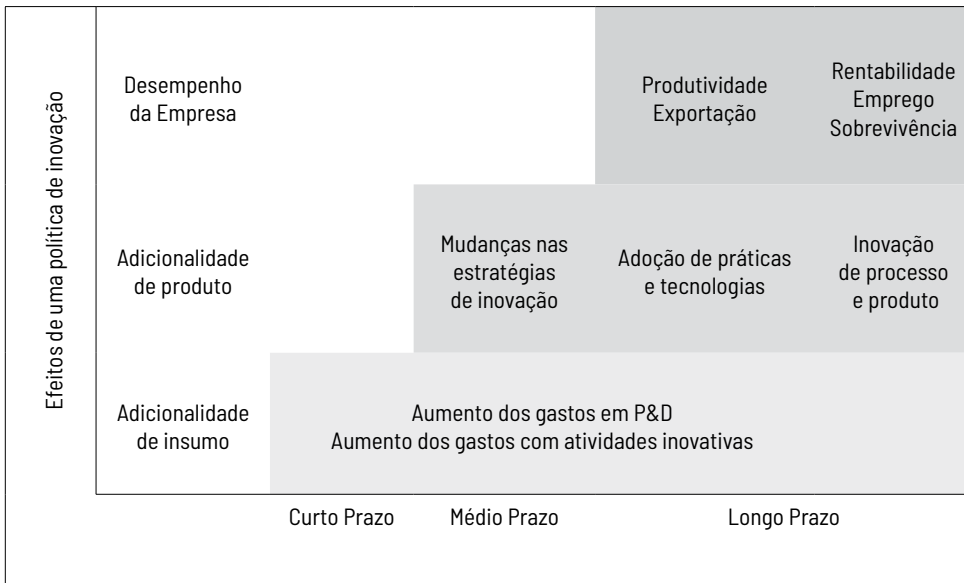 Efeitos de uma política de inovação
Desempenho
da Empresa
Produtividade
Exportação
Rentabilidade
Emprego
Sobrevivência
Adicionalidade
de produto
Mudanças nas
estratégias
de inovação
Adoção de práticas
e tecnologias
Inovação
de processo
e produto
Adicionalidade
de insumo
Aumento dos gastos em P&D
Aumento dos gastos com atividades inovativas
Curto Prazo
Médio Prazo
Longo Prazo